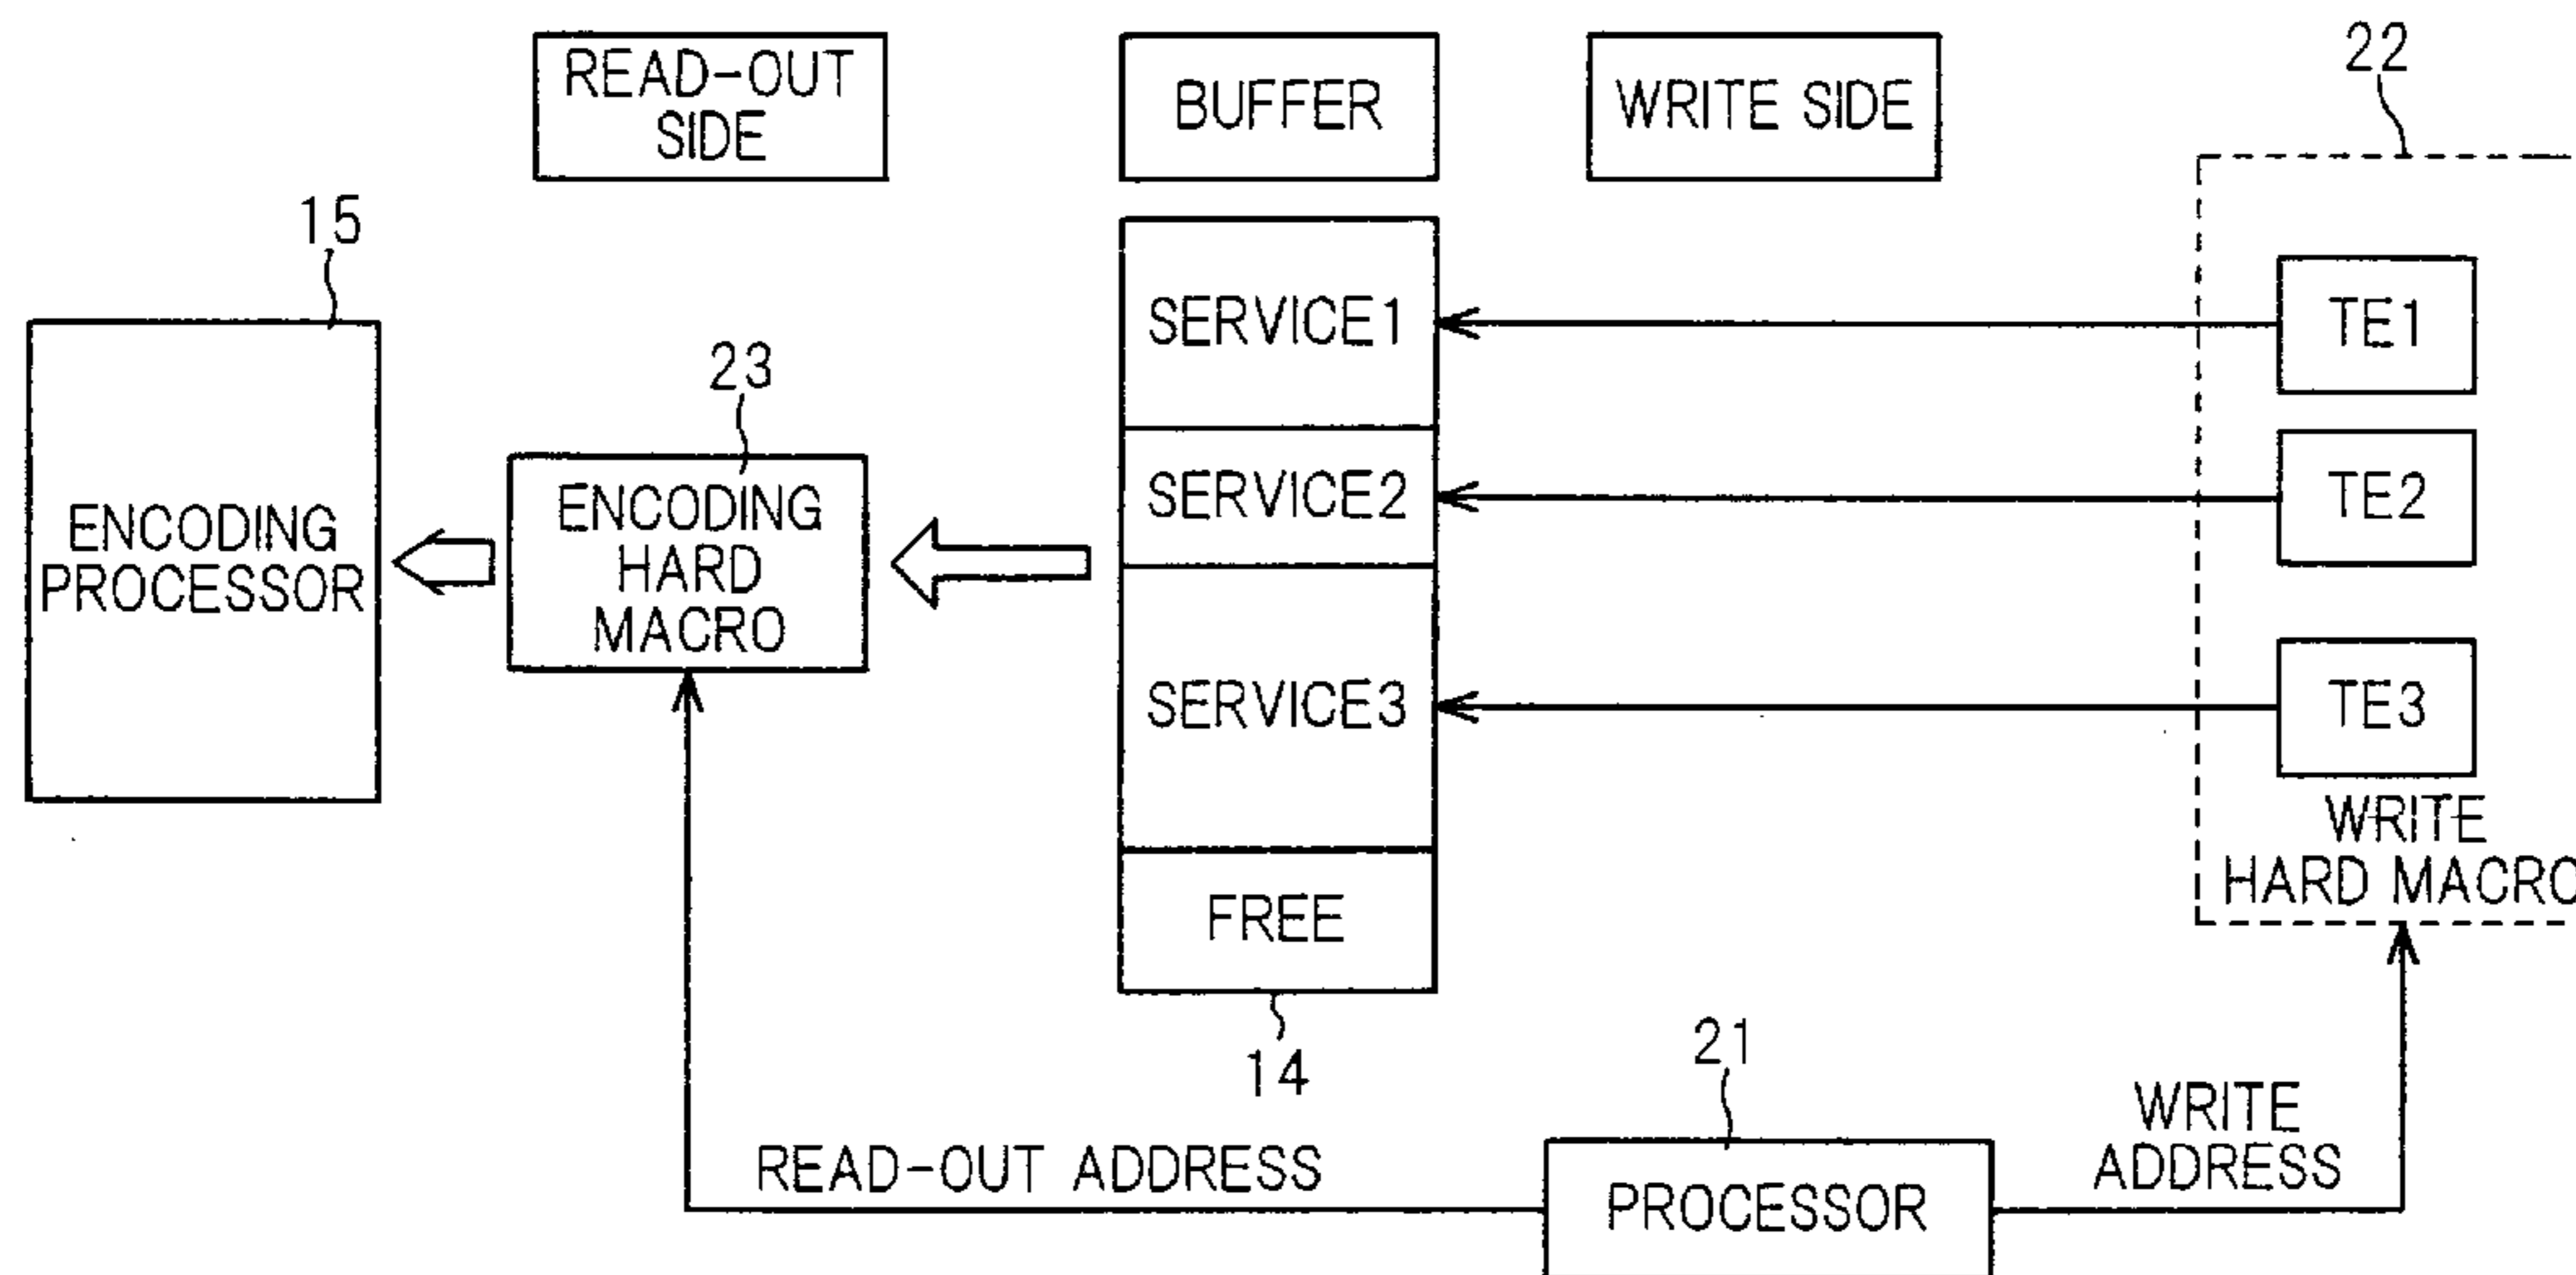 READ-OUT
SIDE
BUFFER
WRITE SIDE
22
15
23
SERVICE1
TE1
ENCODING
PROCESSOR
ENCODING
HARD
MACRO
SERVICE2
TE2
SERVICE3
TE3
WRITE
HARD MACRO
FREE
14
21
READ-OUT ADDRESS
PROCESSOR
WRITE
ADDRESS